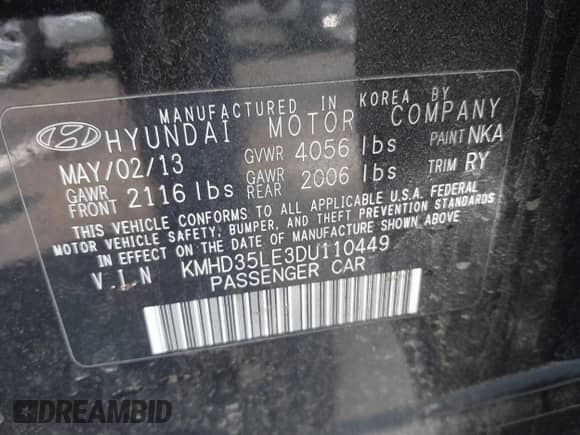 MANUFACTURED IN KOREA BY
HYUNDAI MOTOR COMPANY
MAY/02/13 GVWR 4056 lbs PAINT NKA
GAWR FRONT 2116 lbs GAWR REAR 2006 lbs TRIM RY
THIS VEHICLE CONFORMS TO ALL APPLICABLE U.S.A. FEDERAL
MOTOR VEHICLE SAFETY, BUMPER, AND THEFT PREVENTION STANDARDS
IN EFFECT ON THE DATE OF MANUFACTURE SHOWN ABOVE
V I N KMHD35LE3DU110449
PASSENGER CAR
DREAMBID